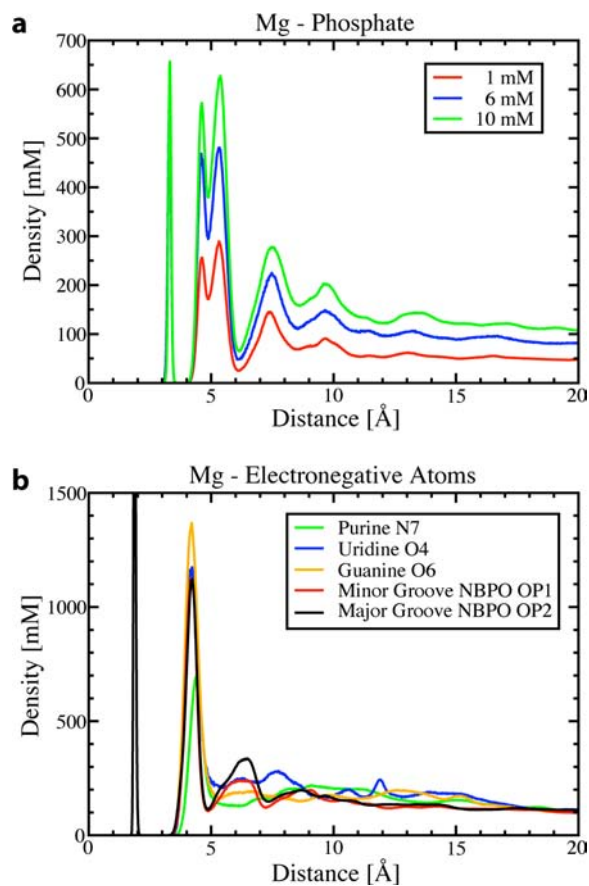 a
Mg - Phosphate
700
600
500
400
300
200
100
0
Density [mM]
1 mM
6 mM
10 mM
0 5 10 15 20
Distance [Å]
b
Mg - Electronegative Atoms
1500
1000
500
0
Density [mM]
Purine N7
Uridine O4
Guanine O6
Minor Groove NBPO OP1
Major Groove NBPO OP2
0 5 10 15 20
Distance [Å]